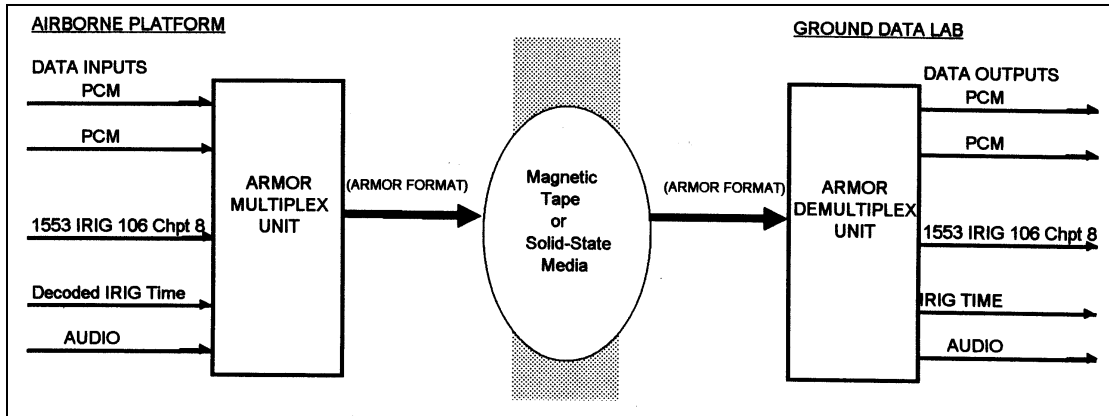 AIRBORNE PLATFORM
DATA INPUTS
PCM
PCM
1553 IRIG 106 Chpt 8
Decoded IRIG Time
AUDIO
ARMOR
MULTIPLEX
UNIT
(ARMOR FORMAT)
Magnetic
Tape
or
Solid-State
Media
(ARMOR FORMAT)
GROUND DATA LAB
ARMOR
DEMULTIPLEX
UNIT
DATA OUTPUTS
PCM
PCM
1553 IRIG 106 Chpt 8
IRIG TIME
AUDIO